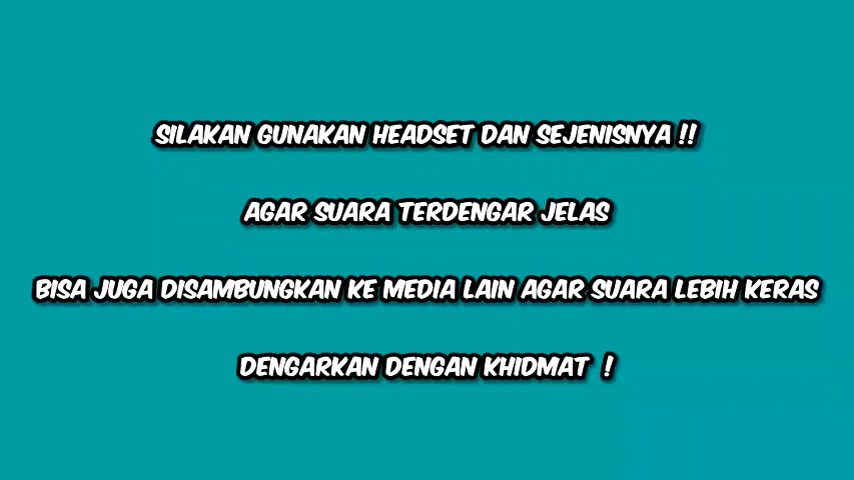 SILAKAN GUNAKAN HEADSET DAN SEJENISNYA !!
AGAR SUARA TERDENGAR JELAS
BISA JUGA DISAMBUNGKAN KE MEDIA LAIN AGAR SUARA LEBIH KERAS
DENGARKAN DENGAN KHIDMAT !